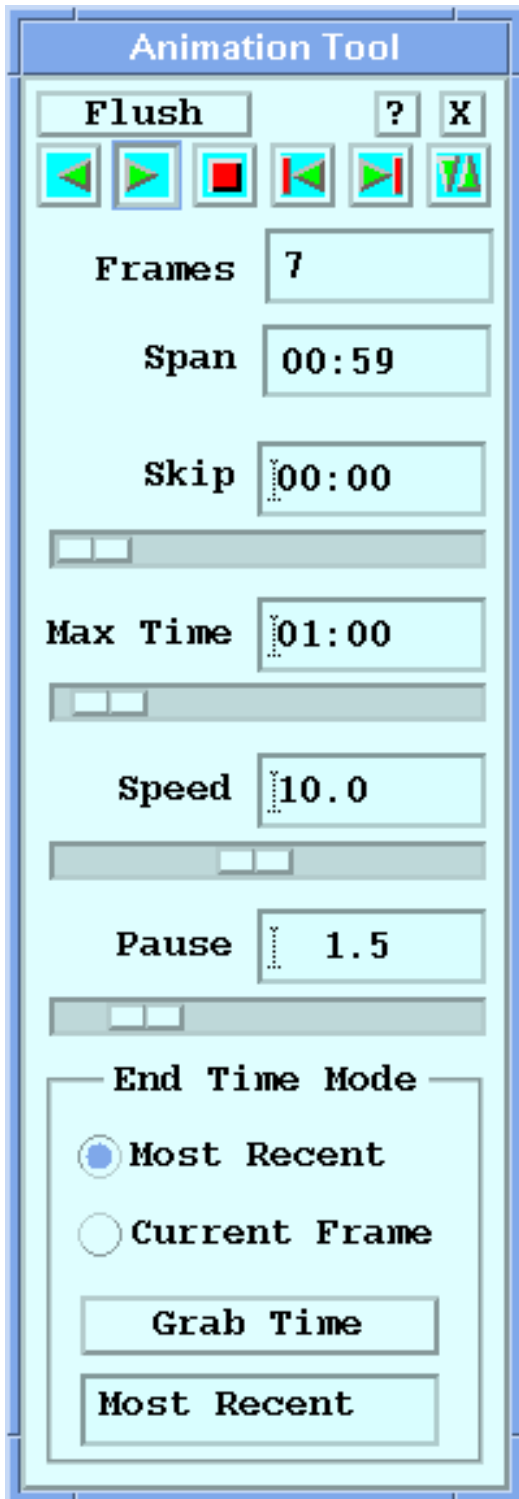 Animation Tool
Flush ? X
Frames 7
Span 00:59
Skip 00:00
Max Time 01:00
Speed 10.0
Pause 1.5
End Time Mode
Most Recent
Current Frame
Grab Time
Most Recent